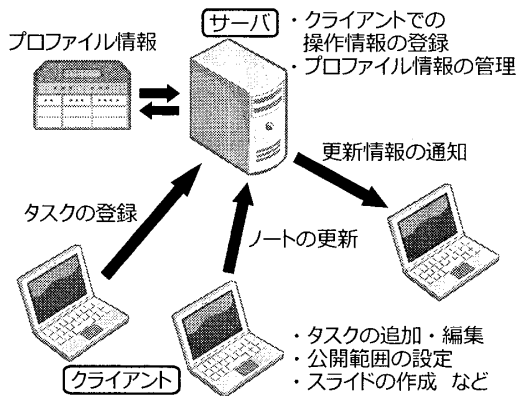 サーバ
・クライアントでの
操作情報の登録
・プロファイル情報の管理
プロファイル情報
更新情報の通知
タスクの登録
ノートの更新
クライアント
・タスクの追加・編集
・公開範囲の設定
・スライドの作成 など